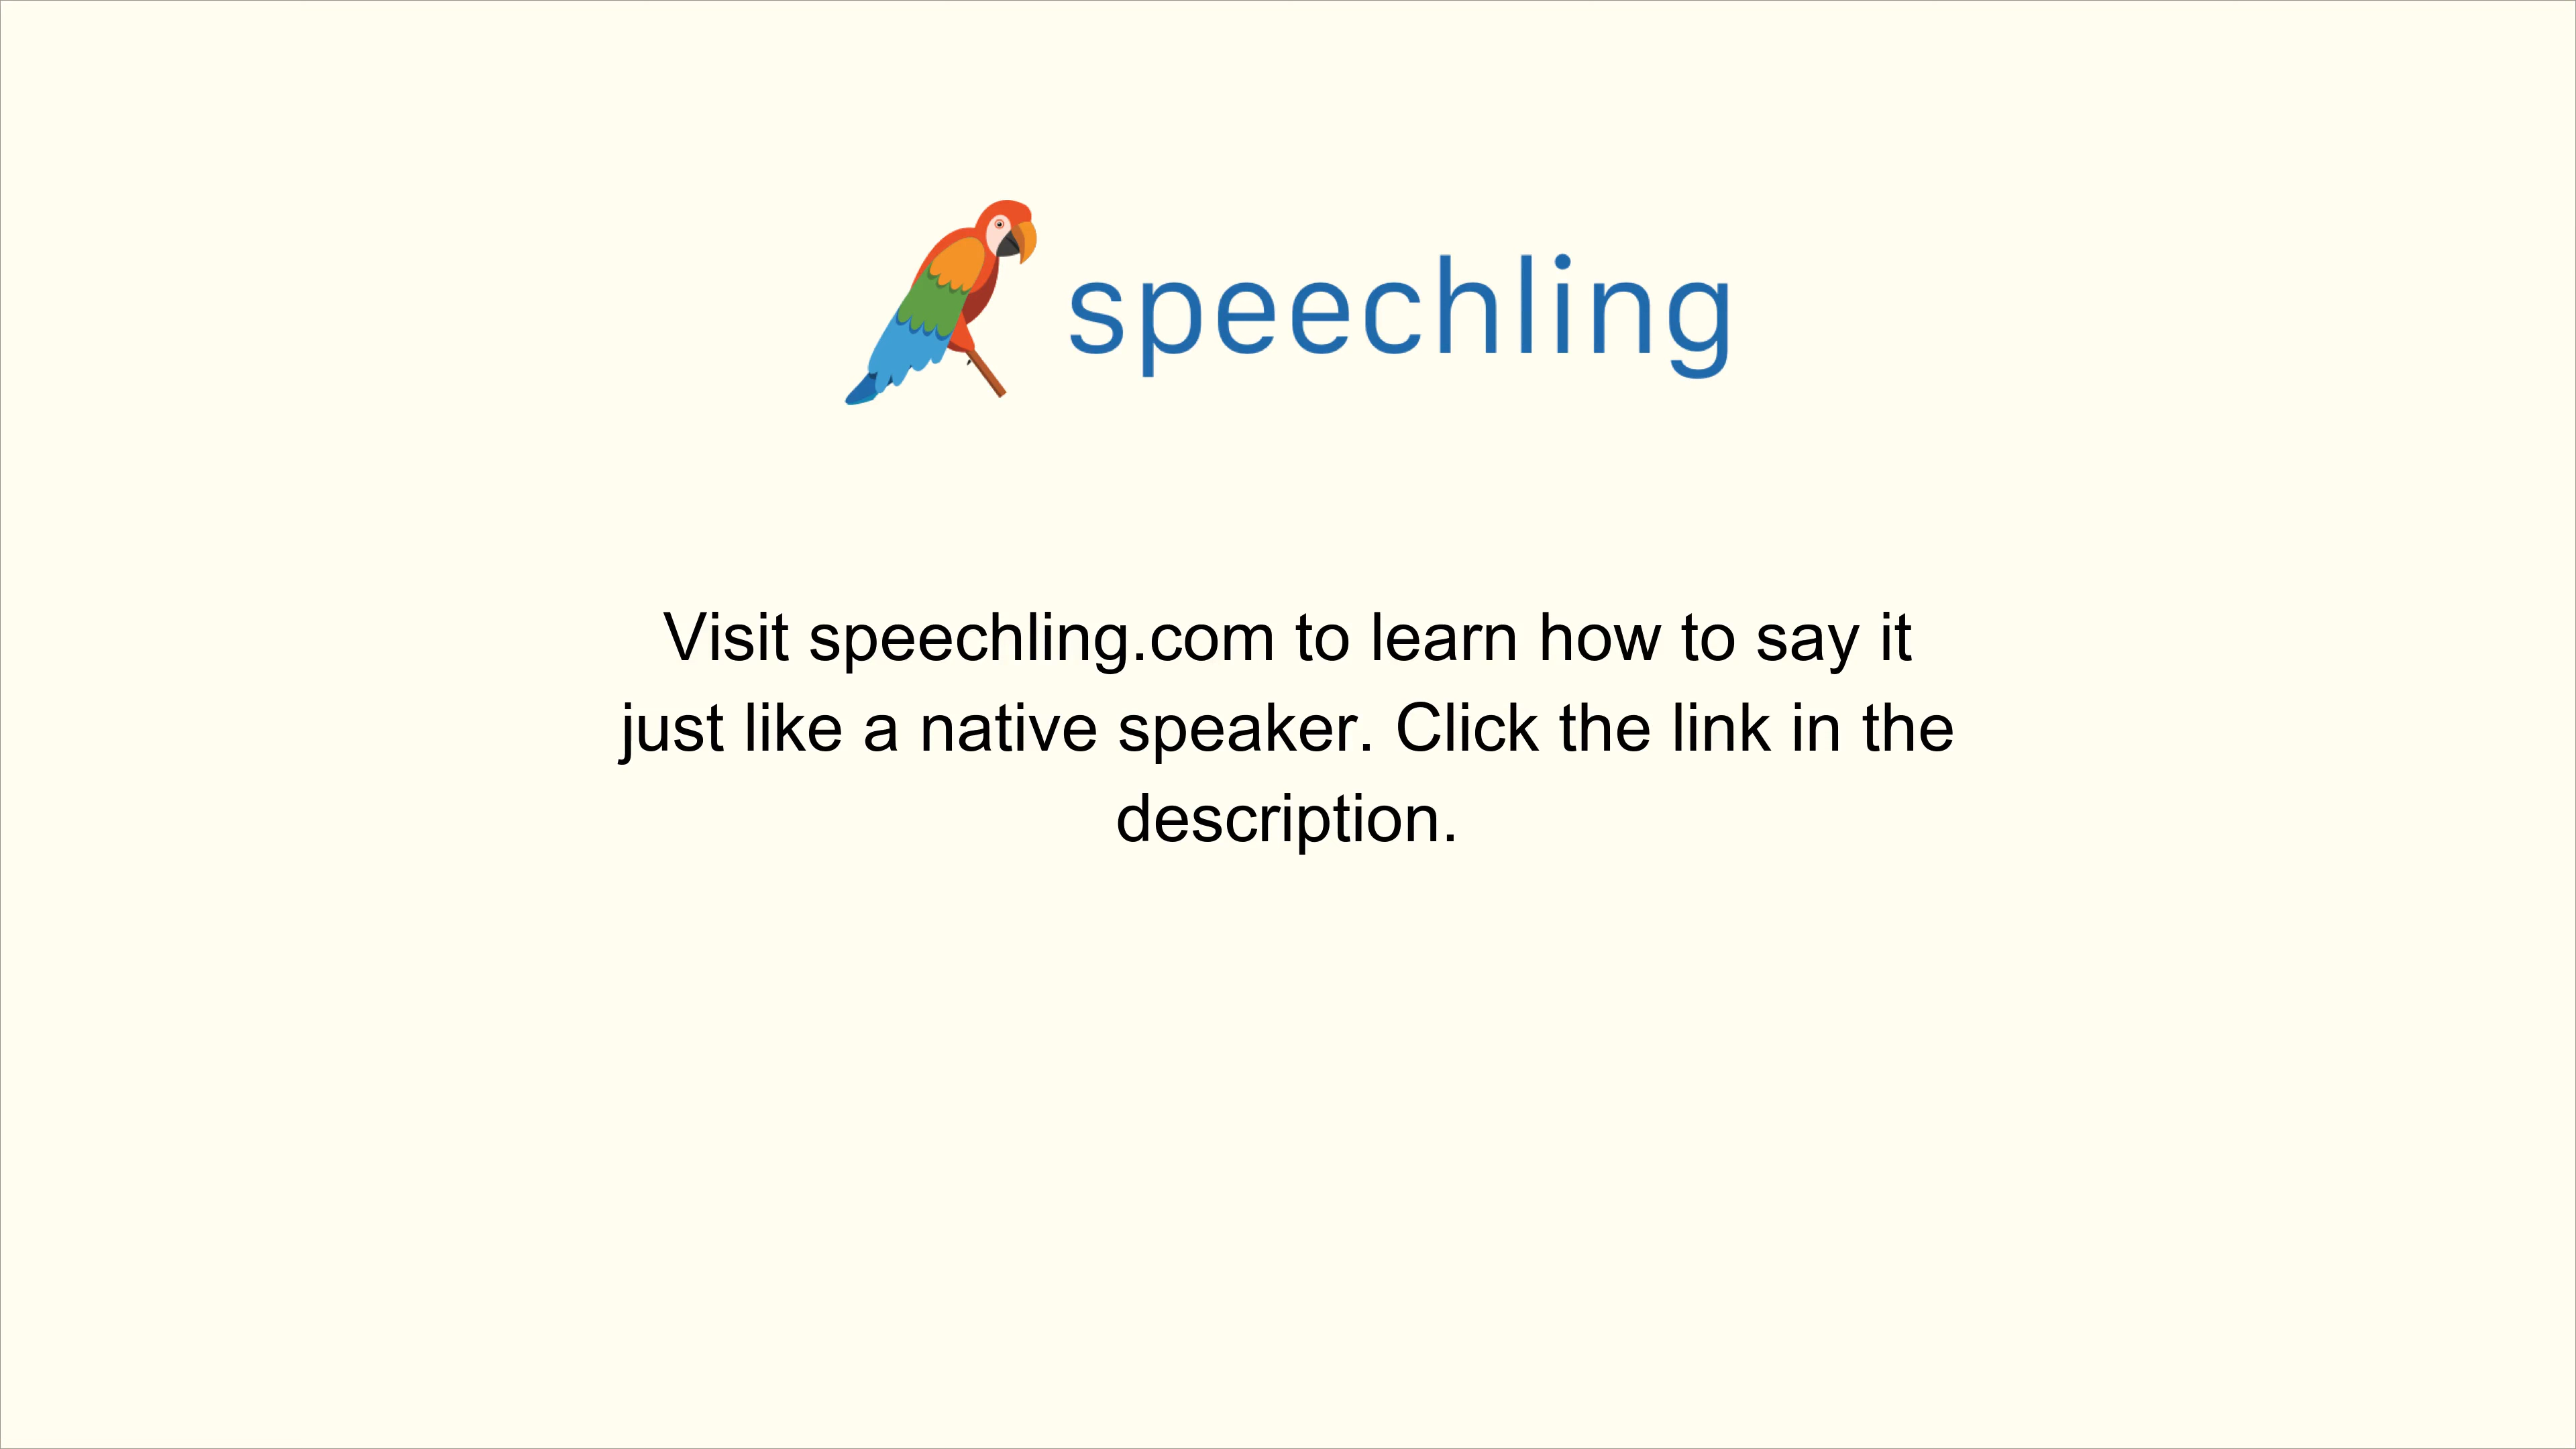 speechling
Visit speechling.com to learn how to say it
just like a native speaker. Click the link in the
description.